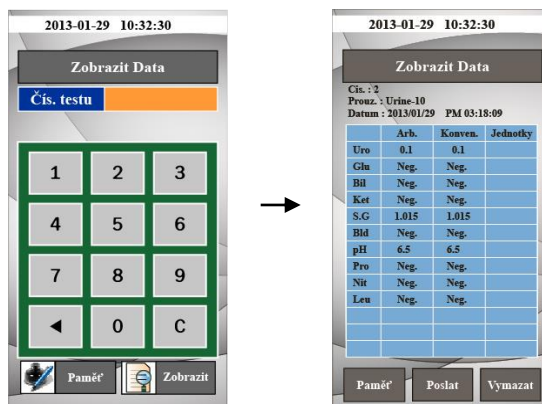 2013-01-29 10:32:30
Zobrazit Data
Čís. testu
1 2 3
4 5 6
7 8 9
◄ 0 C
Paměť Zobrazit
2013-01-29 10:32:30
Zobrazit Data
Cis. : 2
Prouz. : Urine-10
Datum : 2013/01/29 PM 03:18:09
Arb. Konven. Jednotky
Uro 0.1 0.1
Glu Neg. Neg.
Bil Neg. Neg.
Ket Neg. Neg.
S.G 1.015 1.015
Bld Neg. Neg.
pH 6.5 6.5
Pro Neg. Neg.
Nit Neg. Neg.
Leu Neg. Neg.
Paměť Poslat Vymazat